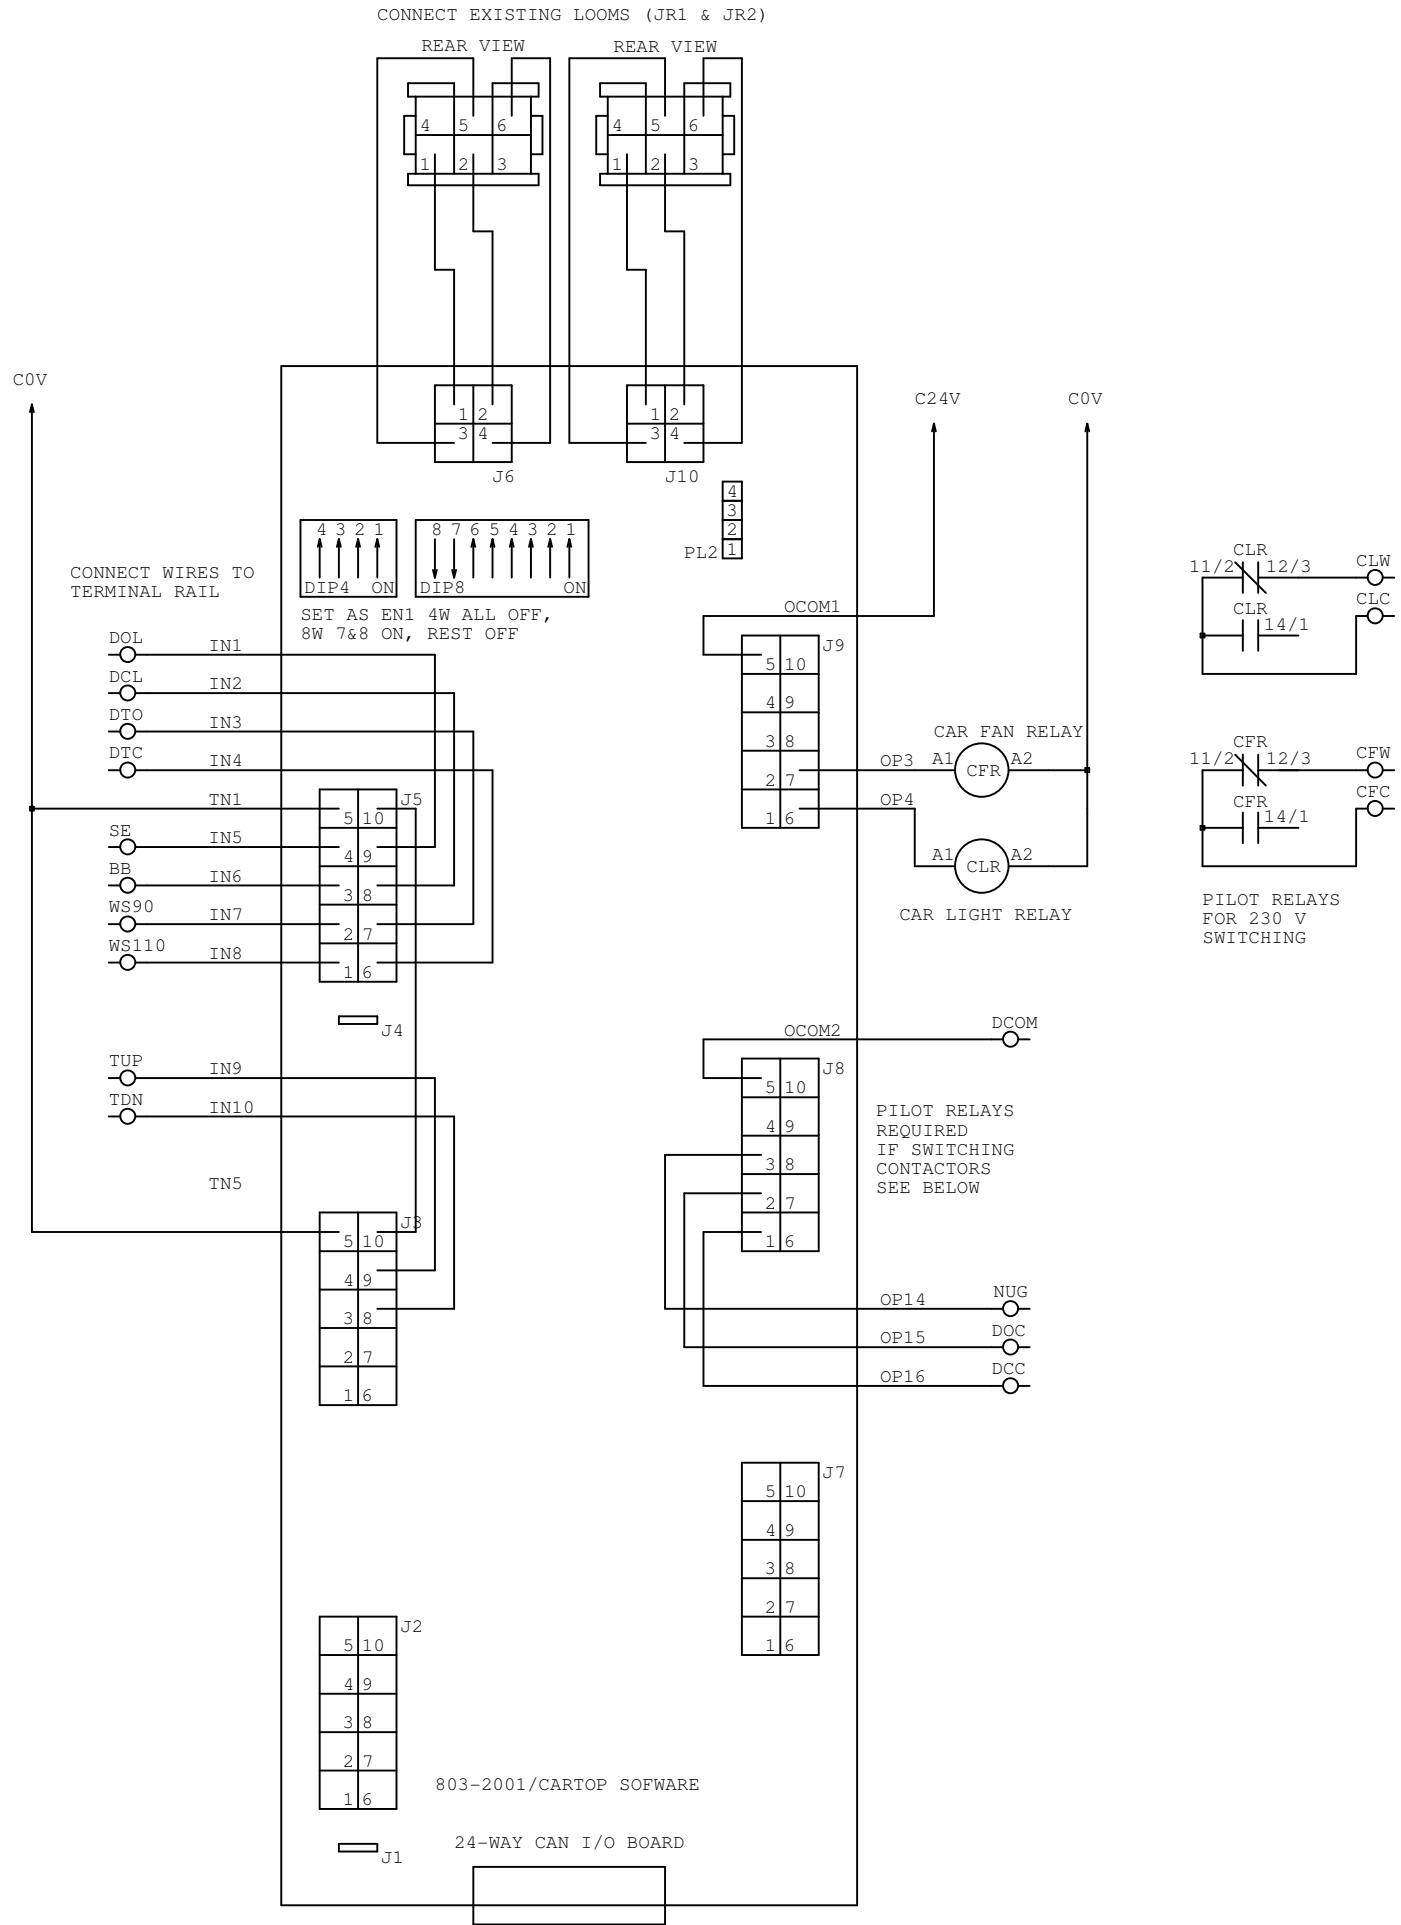 CONNECT EXISTING LOOMS (JR1 & JR2)
REAR VIEW
REAR VIEW
4 5 6
1 2 3
4 5 6
1 2 3
C0V
1 2
3 4
J6
1 2
3 4
J10
C24V
C0V
4
3
2
PL2 1
4 3 2 1
DIP4 ON
8 7 6 5 4 3 2 1
DIP8 ON
SET AS EN1 4W ALL OFF,
8W 7&8 ON, REST OFF
CONNECT WIRES TO
TERMINAL RAIL
DOL IN1
DCL IN2
DTO IN3
DTC IN4
TN1
SE IN5
BB IN6
WS90 IN7
WS110 IN8
J5
5 10
4 9
3 8
2 7
1 6
J4
OCOM1
J9
5 10
4 9
3 8
2 7
1 6
CAR FAN RELAY
OP3 A1 CFR A2
OP4
A1 CLR A2
CAR LIGHT RELAY
CLR
11/2 12/3 CLW
CLR
14/1 CLC
CFR
11/2 12/3 CFW
CFR
14/1 CFC
PILOT RELAYS
FOR 230 V
SWITCHING
TUP IN9
TDN IN10
TN5
J3
5 10
4 9
3 8
2 7
1 6
OCOM2 DCOM
J8
5 10
4 9
3 8
2 7
1 6
PILOT RELAYS
REQUIRED
IF SWITCHING
CONTACTORS
SEE BELOW
OP14 NUG
OP15 DOC
OP16 DCC
J7
5 10
4 9
3 8
2 7
1 6
J2
5 10
4 9
3 8
2 7
1 6
803-2001/CARTOP SOFWARE
24-WAY CAN I/O BOARD
J1